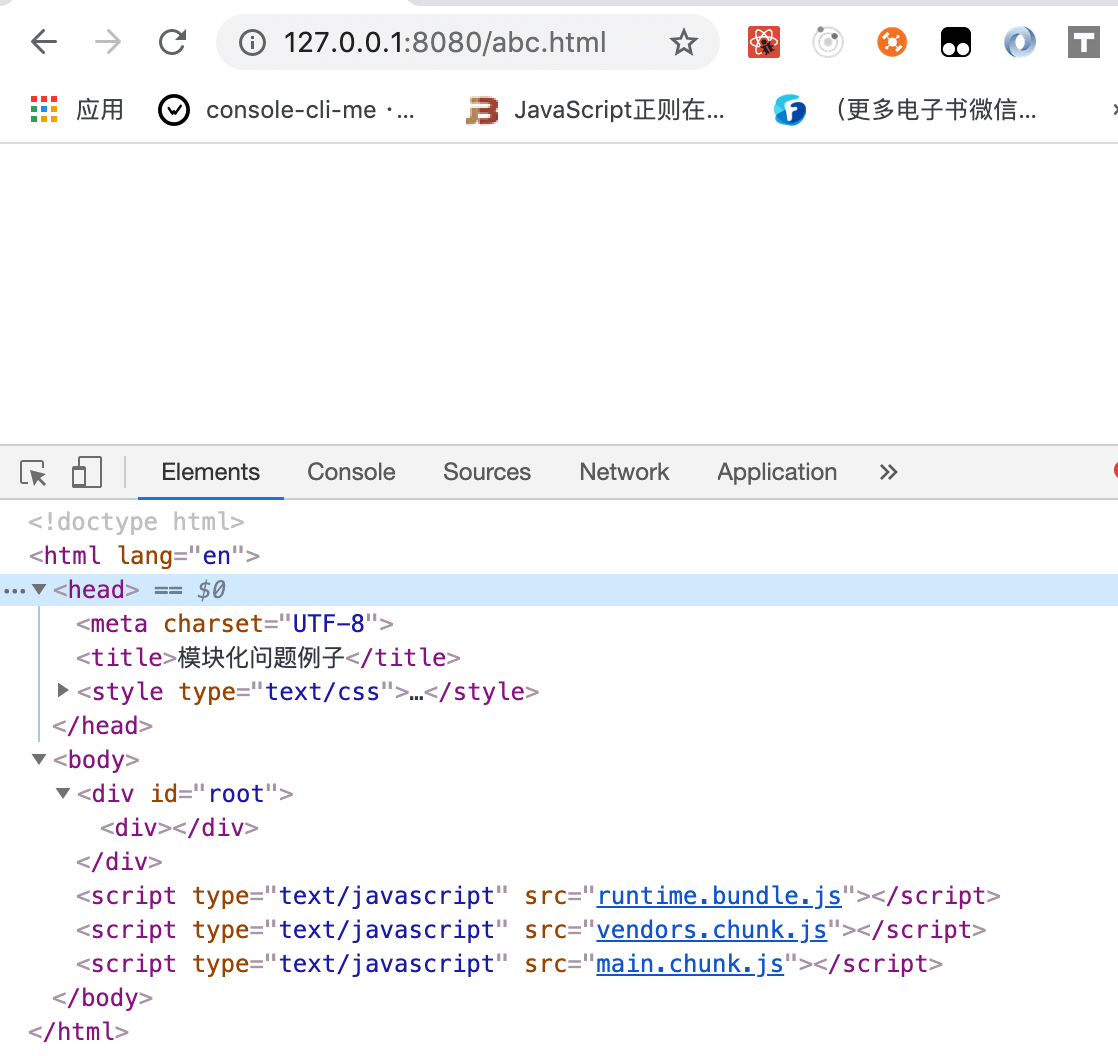 127.0.0.1:8080/abc.html
应用 console-cli-me ·... JavaScript正则在... （更多电子书微信...
Elements Console Sources Network Application
<!doctype html>
<html lang="en">
<head> == $0
<meta charset="UTF-8">
<title>模块化问题例子</title>
<style type="text/css">…</style>
</head>
<body>
<div id="root">
<div></div>
</div>
<script type="text/javascript" src="runtime.bundle.js"></script>
<script type="text/javascript" src="vendors.chunk.js"></script>
<script type="text/javascript" src="main.chunk.js"></script>
</body>
</html>